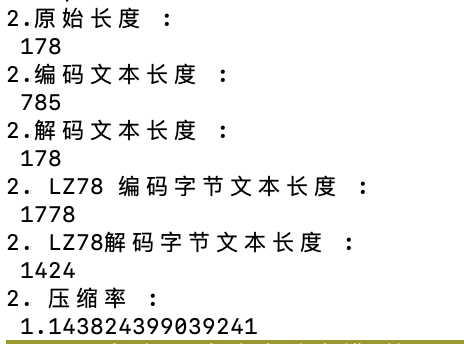 2.原始长度 :
178
2.编码文本长度 :
785
2.解码文本长度 :
178
2. LZ78 编码字节文本长度 :
1778
2. LZ78解码字节文本长度 :
1424
2. 压缩率 :
1.143824399039241